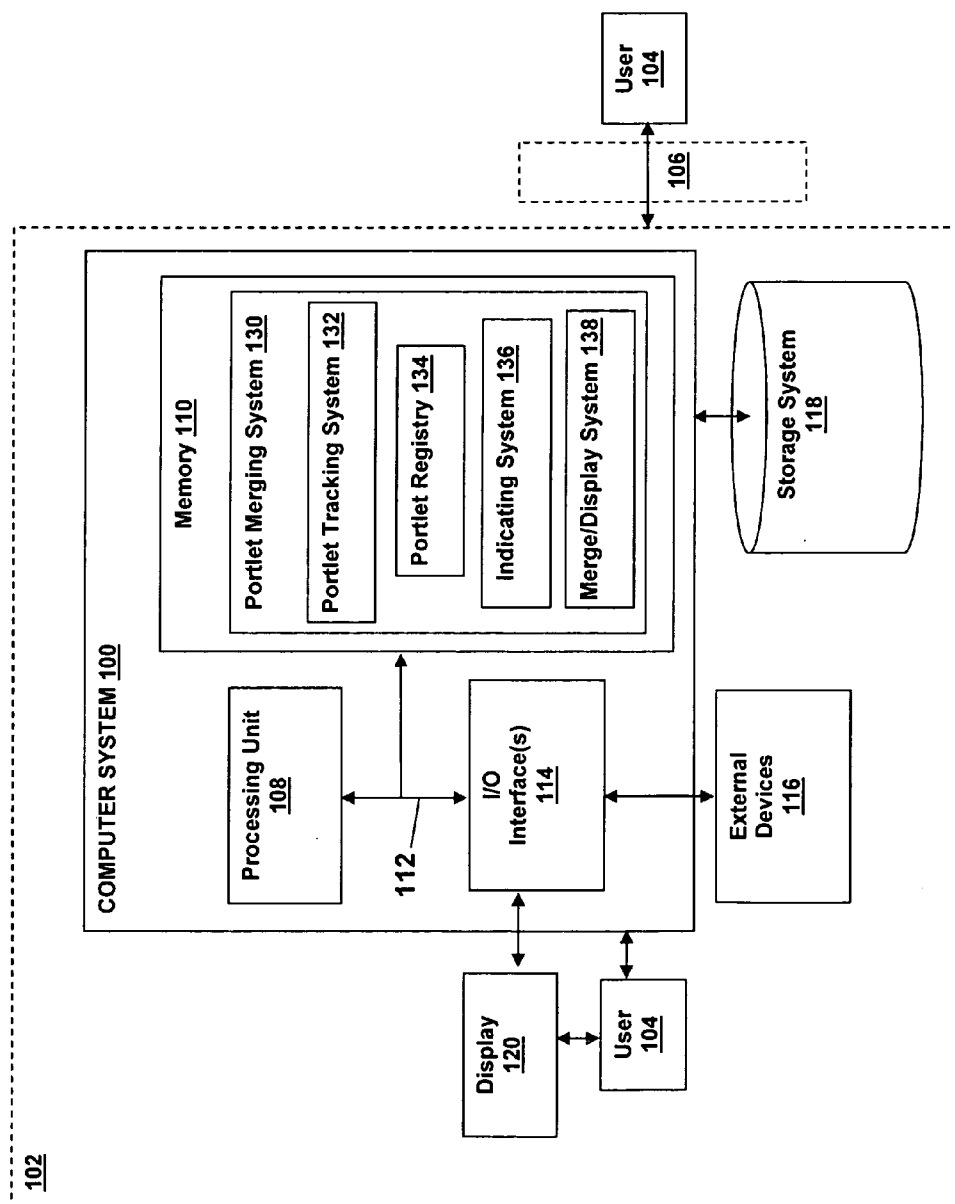 102
COMPUTER SYSTEM 100
Processing Unit
108
112
I/O
Interface(s)
114
Memory 110
Portlet Merging System 130
Portlet Tracking System 132
Portlet Registry 134
Indicating System 136
Merge/Display System 138
Display
120
User
104
External
Devices
116
Storage System
118
106
User
104